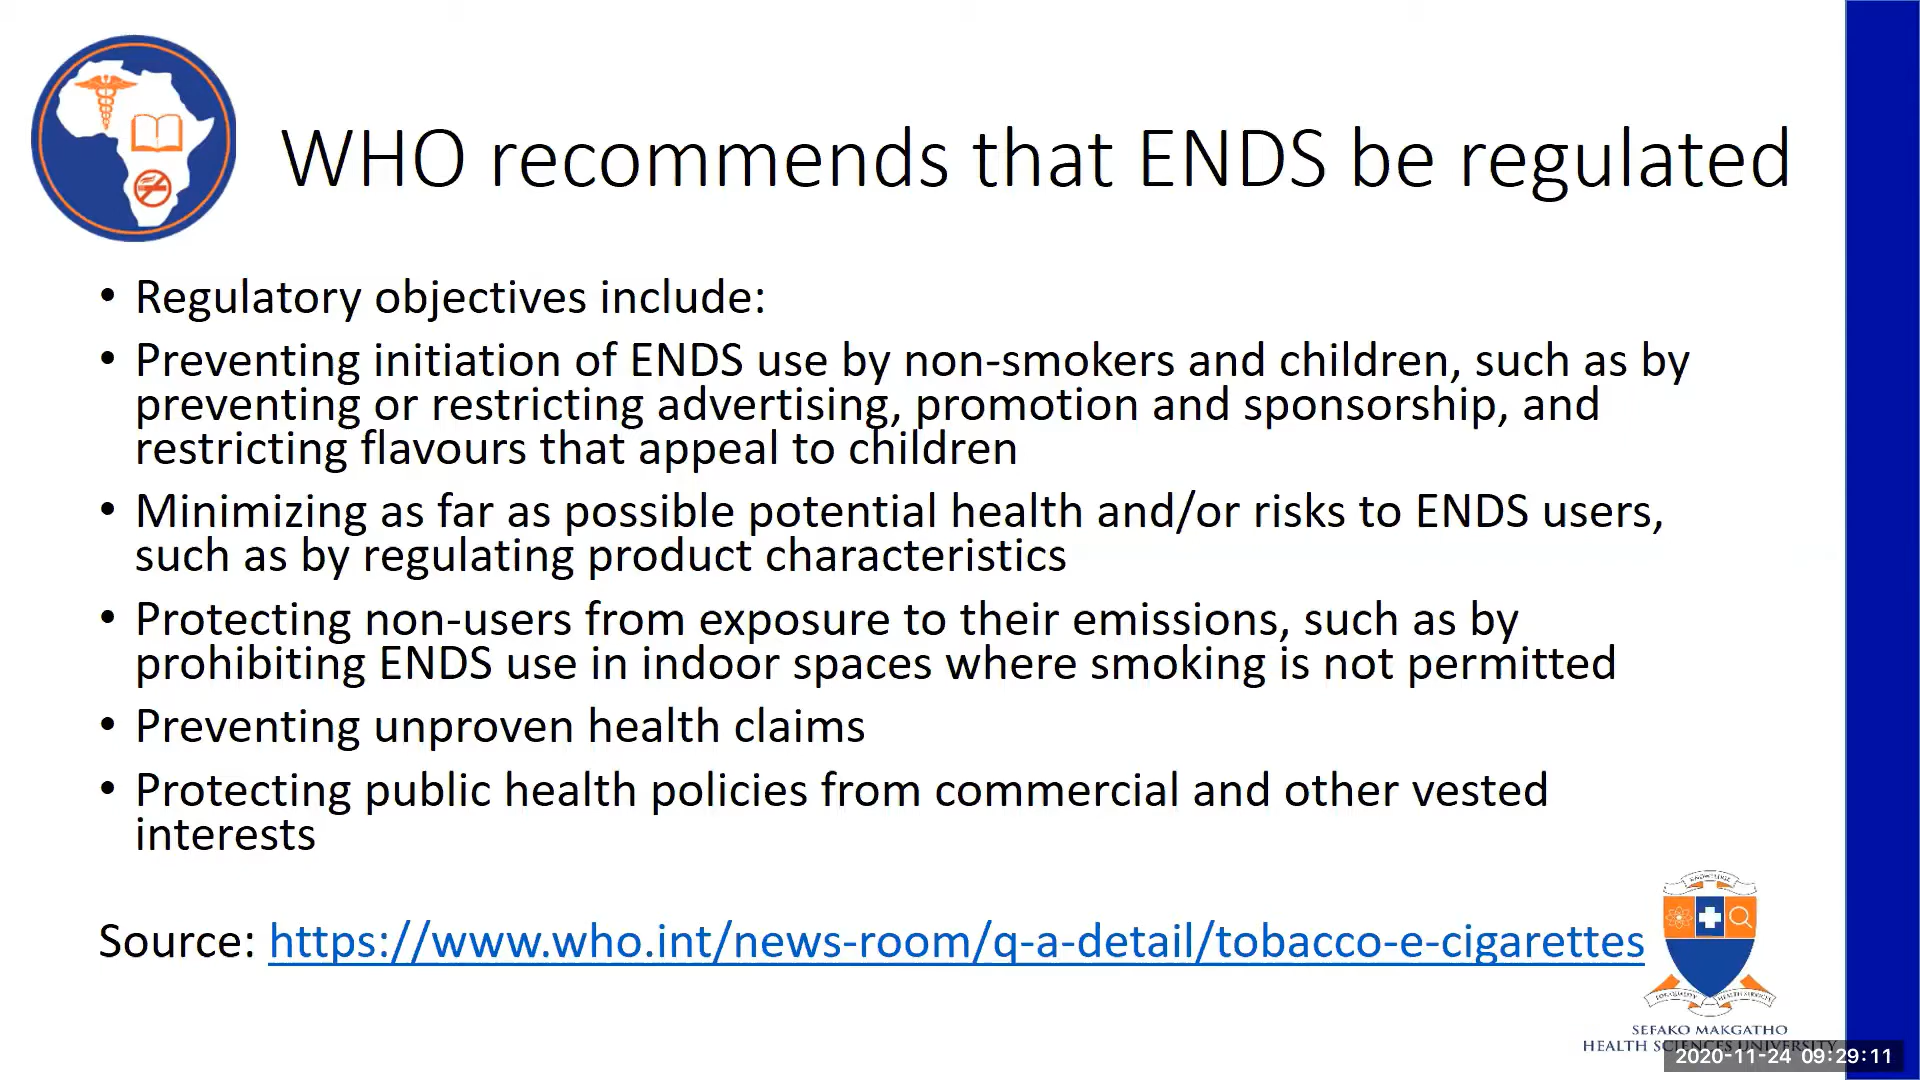 WHO recommends that ENDS be regulated
• Regulatory objectives include:
• Preventing initiation of ENDS use by non-smokers and children, such as by
preventing or restricting advertising, promotion and sponsorship, and
restricting flavours that appeal to children
• Minimizing as far as possible potential health and/or risks to ENDS users,
such as by regulating product characteristics
• Protecting non-users from exposure to their emissions, such as by
prohibiting ENDS use in indoor spaces where smoking is not permitted
• Preventing unproven health claims
• Protecting public health policies from commercial and other vested
interests
Source: https://www.who.int/news-room/q-a-detail/tobacco-e-cigarettes
KNOWLEDGE
HEALTH SERVICE
SEFAKO MAKGATHO
HEALTH SCIENCES UNIVERSITY
2020-11-24 09:29:11